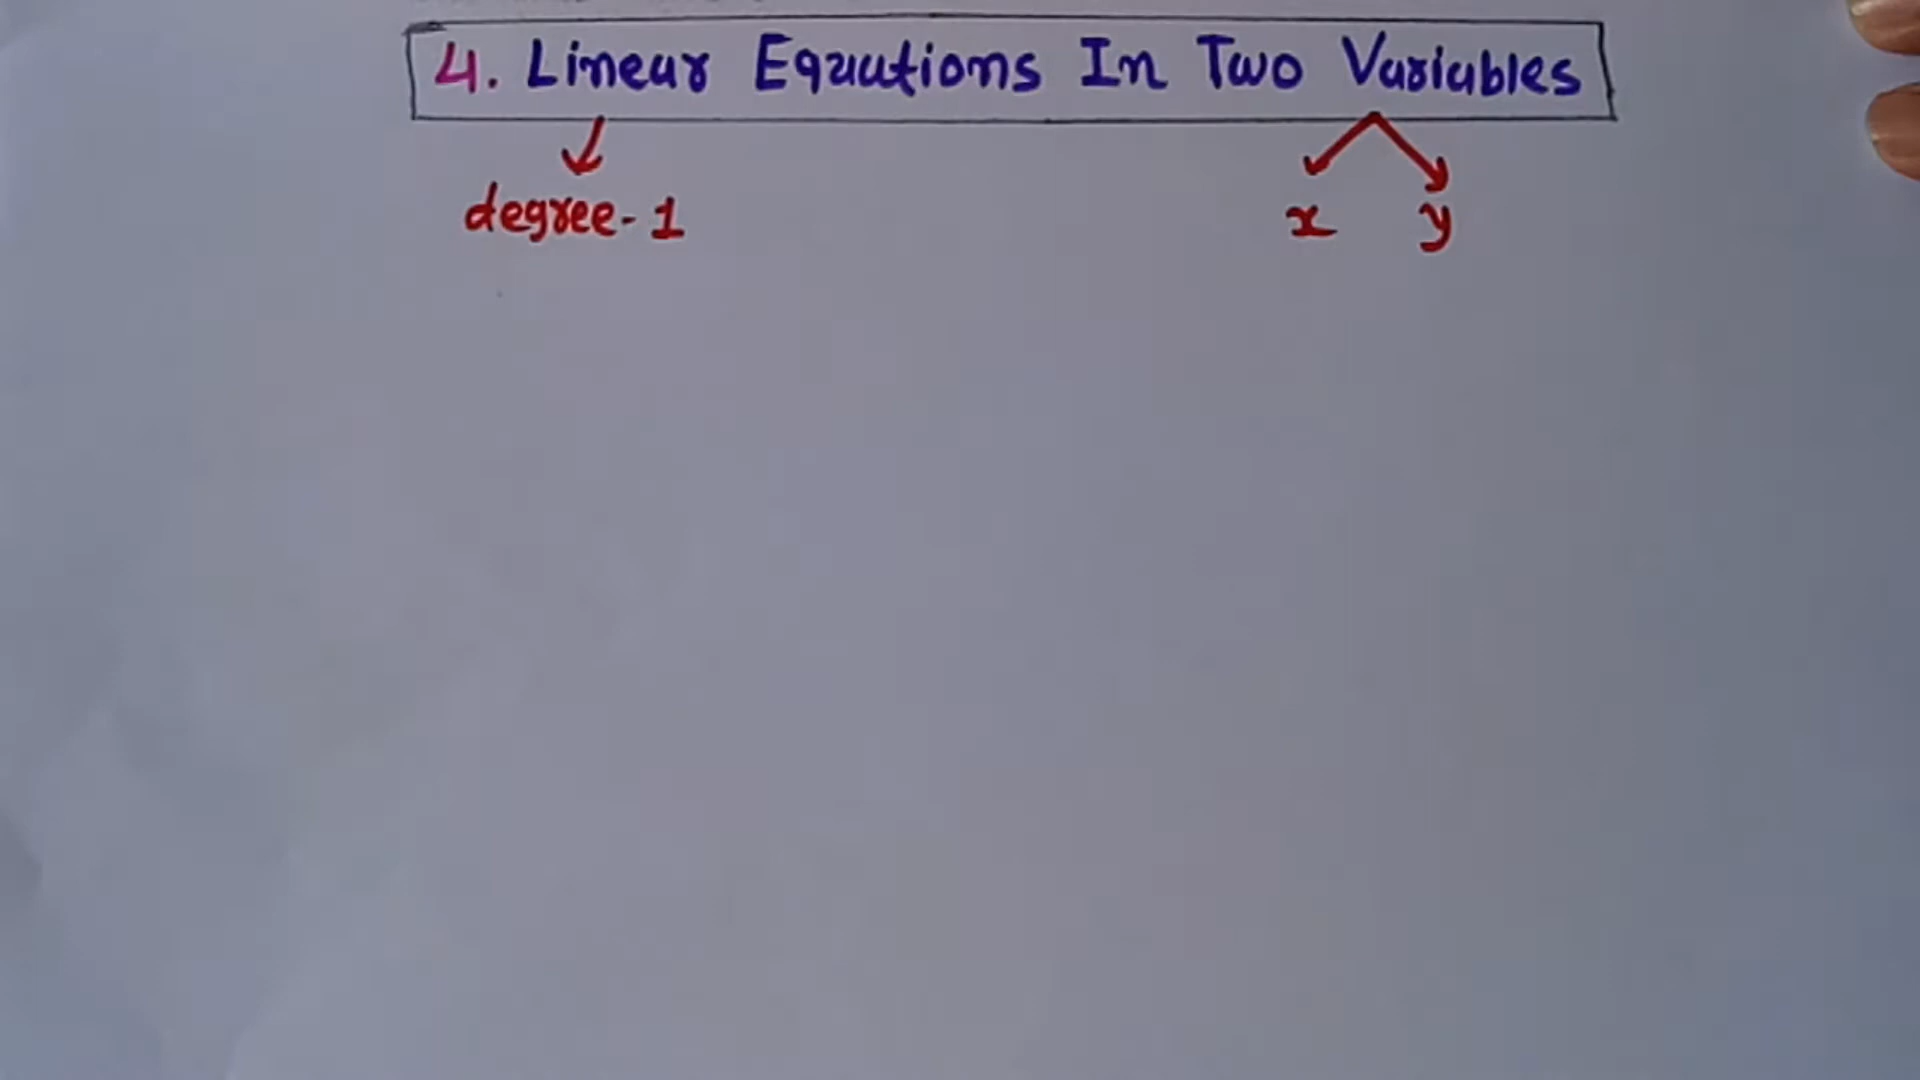 4. Linear Equations In Two Variables
degree-1
x y